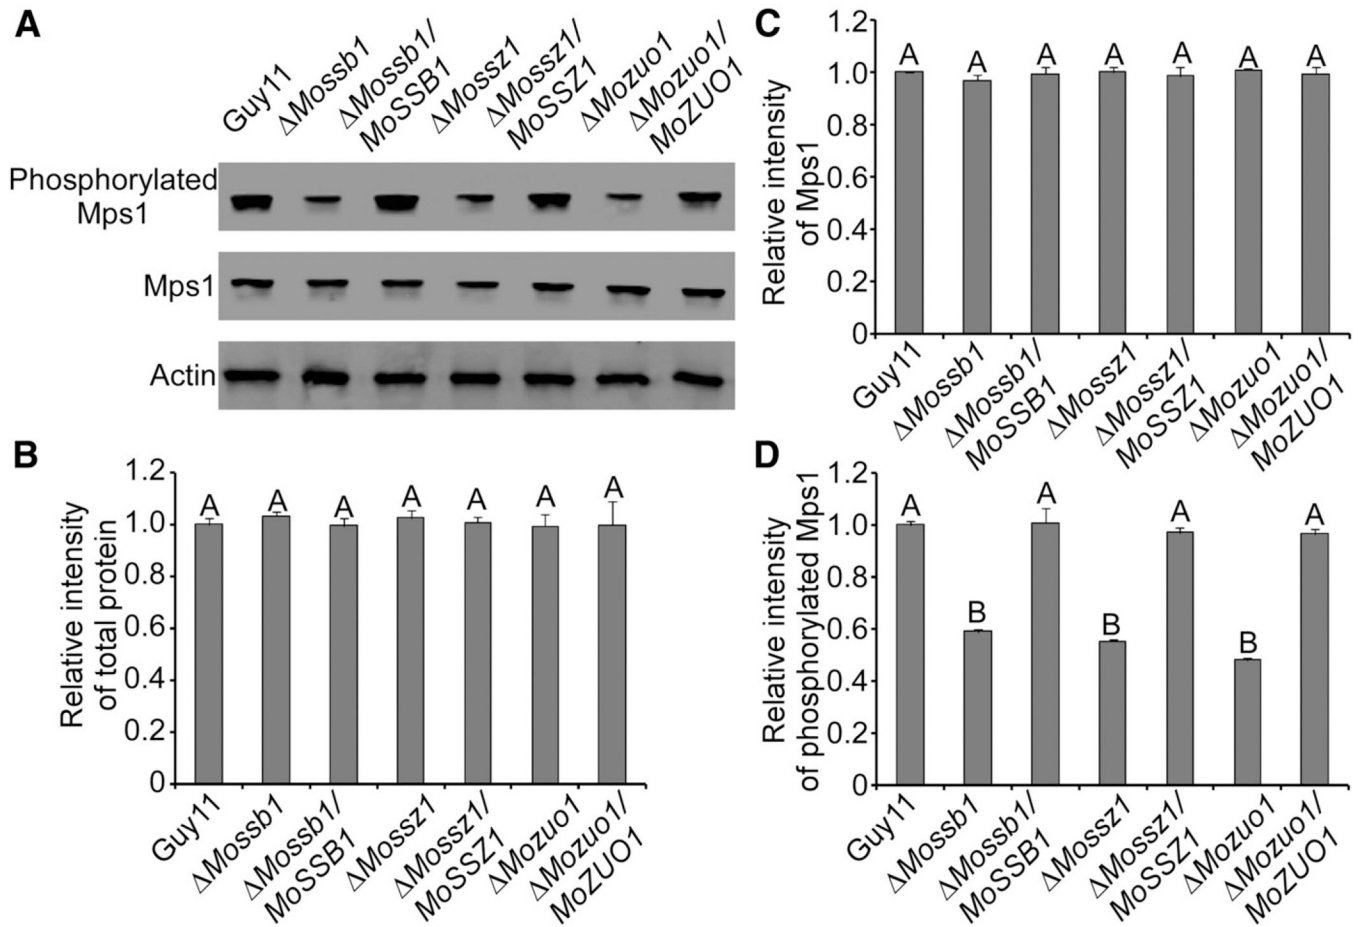 A
Guy11
ΔMossb1
ΔMossb1/
MoSSB1
ΔMossz1
ΔMossz1/
MoSSZ1
ΔMozuo1
ΔMozuo1/
MoZUO1
Phosphorylated
Mps1
Mps1
Actin
B
Relative intensity
of total protein
1.2
1.0
0.8
0.6
0.4
0.2
0
A
A
A
A
A
A
A
Guy11
ΔMossb1
ΔMossb1/
MoSSB1
ΔMossz1
ΔMossz1/
MoSSZ1
ΔMozuo1
ΔMozuo1/
MoZUO1
C
Relative intensity
of Mps1
1.2
1.0
0.8
0.6
0.4
0.2
0
A
A
A
A
A
A
A
Guy11
ΔMossb1
ΔMossb1/
MoSSB1
ΔMossz1
ΔMossz1/
MoSSZ1
ΔMozuo1
ΔMozuo1/
MoZUO1
D
Relative intensity
of phosphorylated Mps1
1.2
1.0
0.8
0.6
0.4
0.2
0
A
B
A
B
A
B
A
Guy11
ΔMossb1
ΔMossb1/
MoSSB1
ΔMossz1
ΔMossz1/
MoSSZ1
ΔMozuo1
ΔMozuo1/
MoZUO1